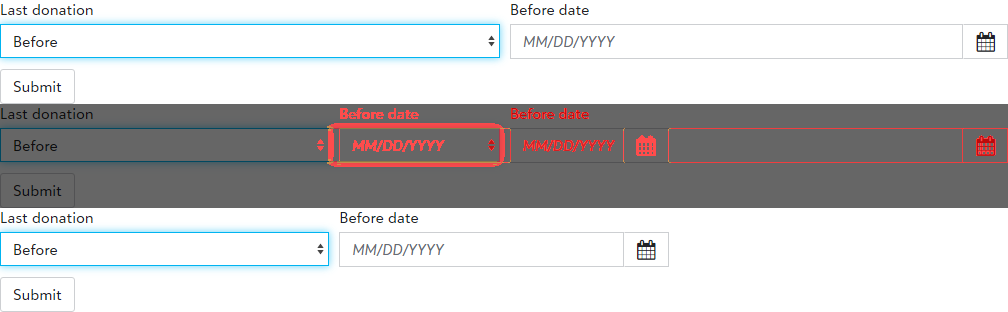 Last donation Before date
Before MM/DD/YYYY
Submit
Last donation Before date Before date
Before MM/DD/YYYY MM/DD/YYYY
Submit
Last donation Before date
Before MM/DD/YYYY
Submit